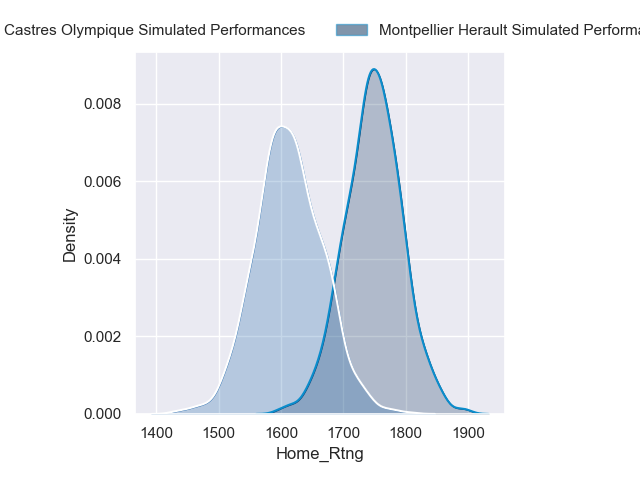 Castres Olympique Simulated Performances
Montpellier Herault Simulated Performa
0.008
0.006
0.004
0.002
0.000
Density
1400 1500 1600 1700 1800 1900
Home_Rtng